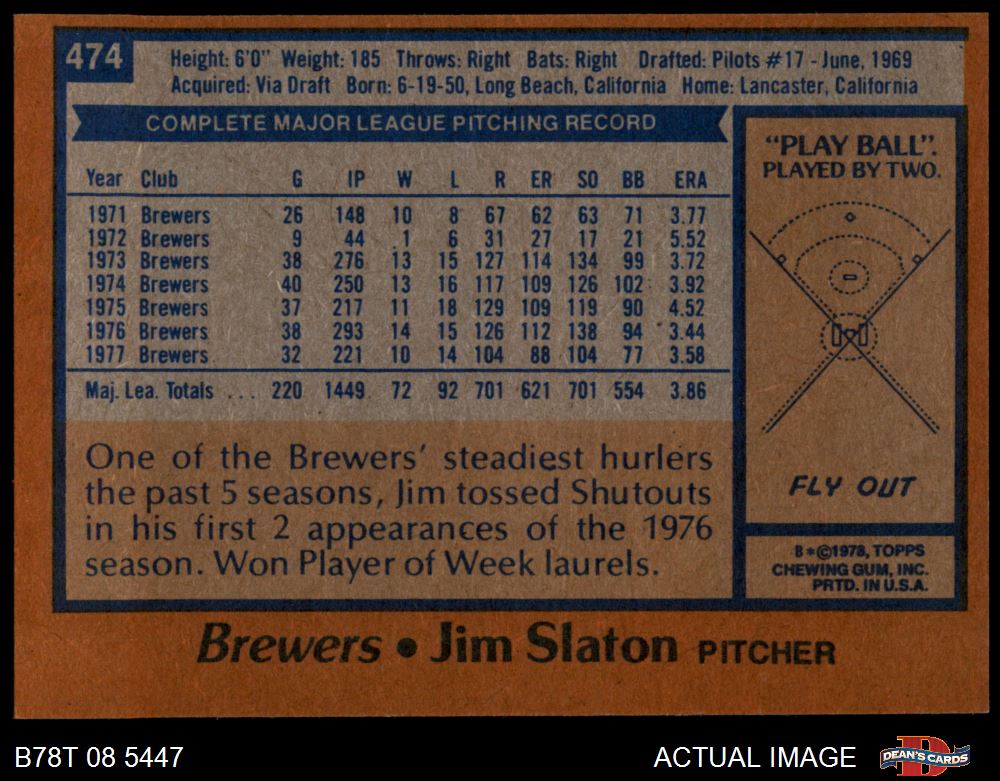 474
Height: 6'0" Weight: 185 Throws: Right Bats: Right Drafted: Pilots #17 - June, 1969
Acquired: Via Draft Born: 6-19-50, Long Beach, California Home: Lancaster, California
COMPLETE MAJOR LEAGUE PITCHING RECORD
Year Club G IP W L R ER SO BB ERA
1971 Brewers 26 148 10 8 67 62 63 71 3.77
1972 Brewers 9 44 1 6 31 27 17 21 5.52
1973 Brewers 38 276 13 15 127 114 134 99 3.72
1974 Brewers 40 250 13 16 117 109 126 102 3.92
1975 Brewers 37 217 11 18 129 109 119 90 4.52
1976 Brewers 38 293 14 15 126 112 138 94 3.44
1977 Brewers 32 221 10 14 104 88 104 77 3.58
Maj. Lea. Totals ... 220 1449 72 92 701 621 701 554 3.86
One of the Brewers' steadiest hurlers
the past 5 seasons, Jim tossed Shutouts
in his first 2 appearances of the 1976
season. Won Player of Week laurels.
"PLAY BALL".
PLAYED BY TWO.
FLY OUT
B*©1978, TOPPS
CHEWING GUM, INC.
PRTD. IN U.S.A.
Brewers • Jim Slaton PITCHER
B78T 08 5447
ACTUAL IMAGE
DEAN'S CARDS